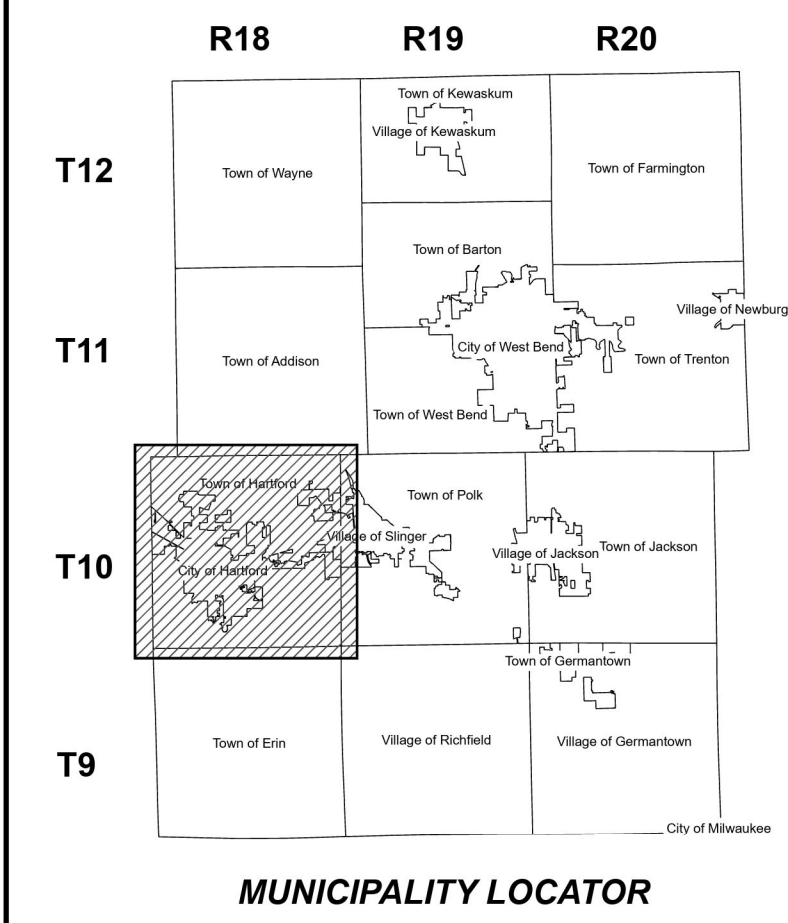 R18 R19 R20
Town of Kewaskum
Village of Kewaskum
T12
Town of Wayne
Town of Farmington
Town of Barton
Village of Newburg
T11
City of West Bend
Town of Addison
Town of Trenton
Town of West Bend
Town of Hartford
Town of Polk
Village of Slinger
Village of Jackson
Town of Jackson
T10
City of Hartford
Town of Germantown
Town of Erin
Village of Richfield
Village of Germantown
T9
City of Milwaukee
MUNICIPALITY LOCATOR